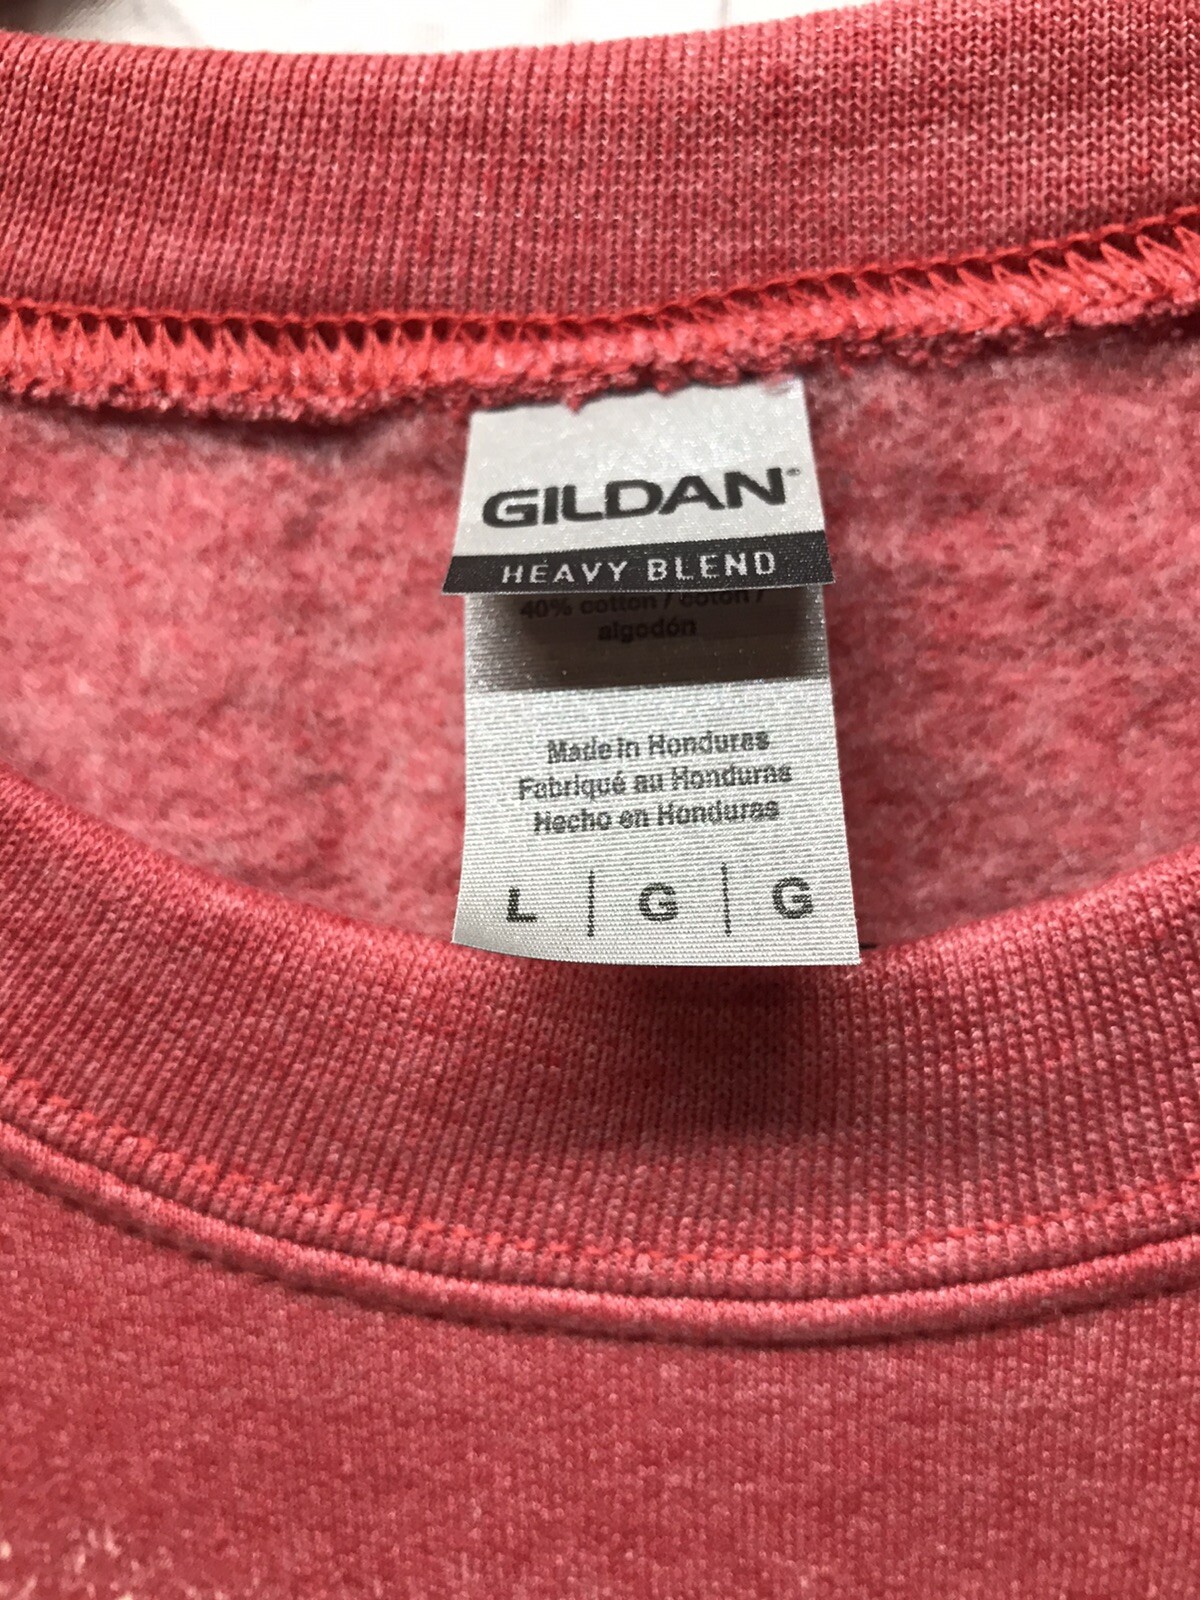 GILDAN®
HEAVY BLEND
40% cotton / coton /
algodón
Made in Honduras
Fabriqué au Honduras
Hecho en Honduras
L | G | G